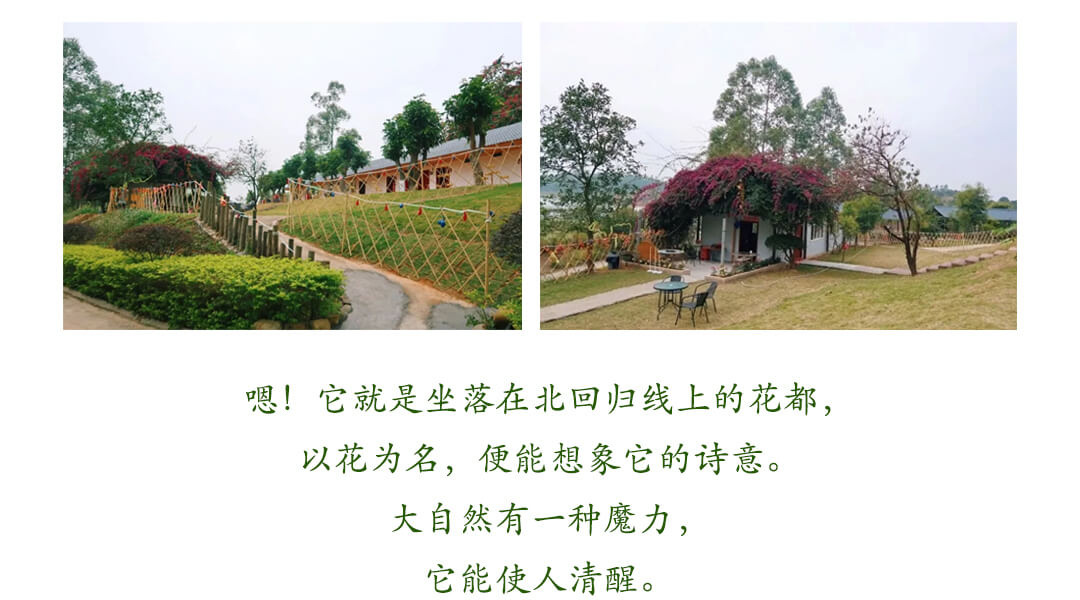 嗯！它就是坐落在北回归线上的花都，
以花为名，便能想象它的诗意。
大自然有一种魔力，
它能使人清醒。